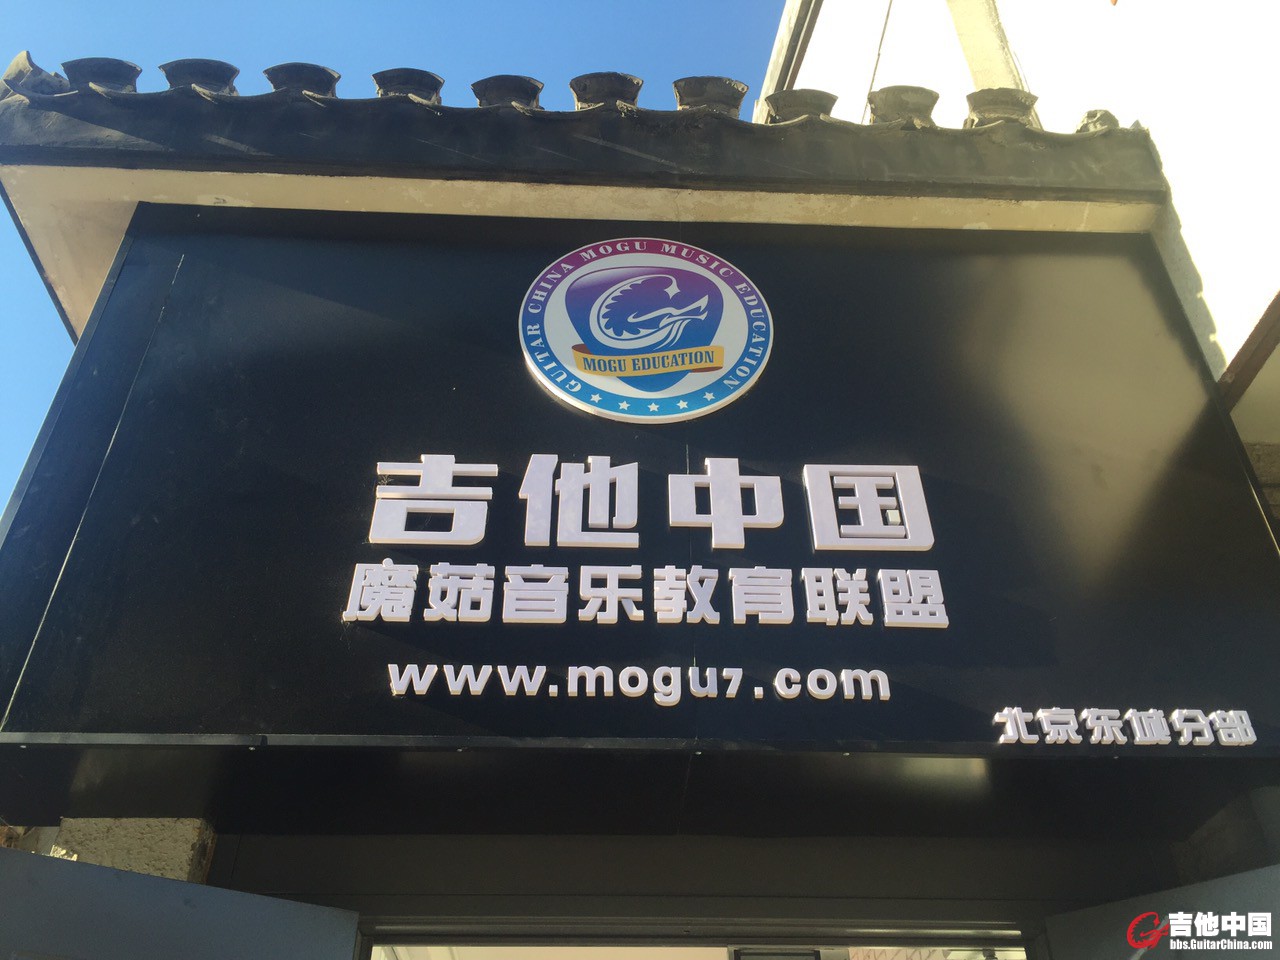 GUITAR CHINA MOGU MUSIC EDUCATION
MOGU EDUCATION
吉他中国
魔菇音乐教育联盟
www.mogu7.com
北京东城分部
吉他中国
bbs.GuitarChina.com